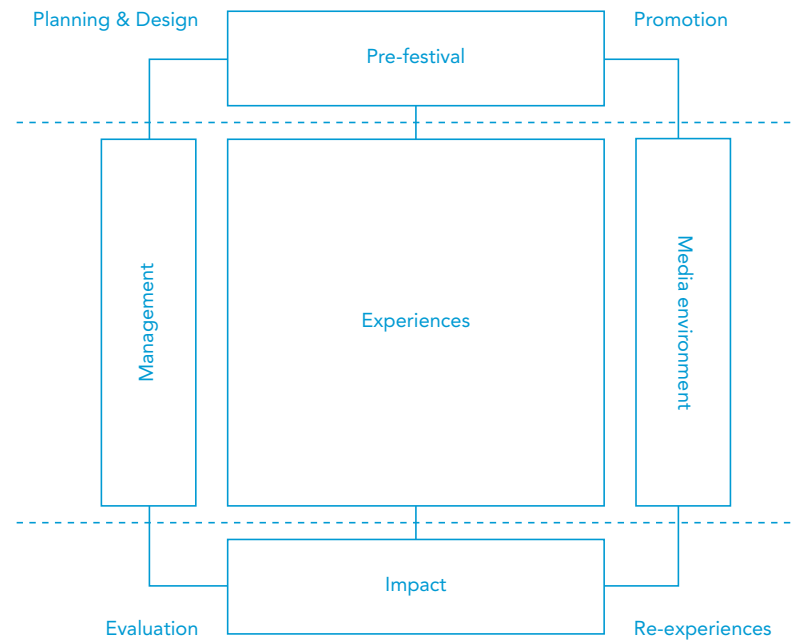 Planning & Design
Promotion
Pre-festival
Management
Experiences
Media environment
Impact
Evaluation
Re-experiences